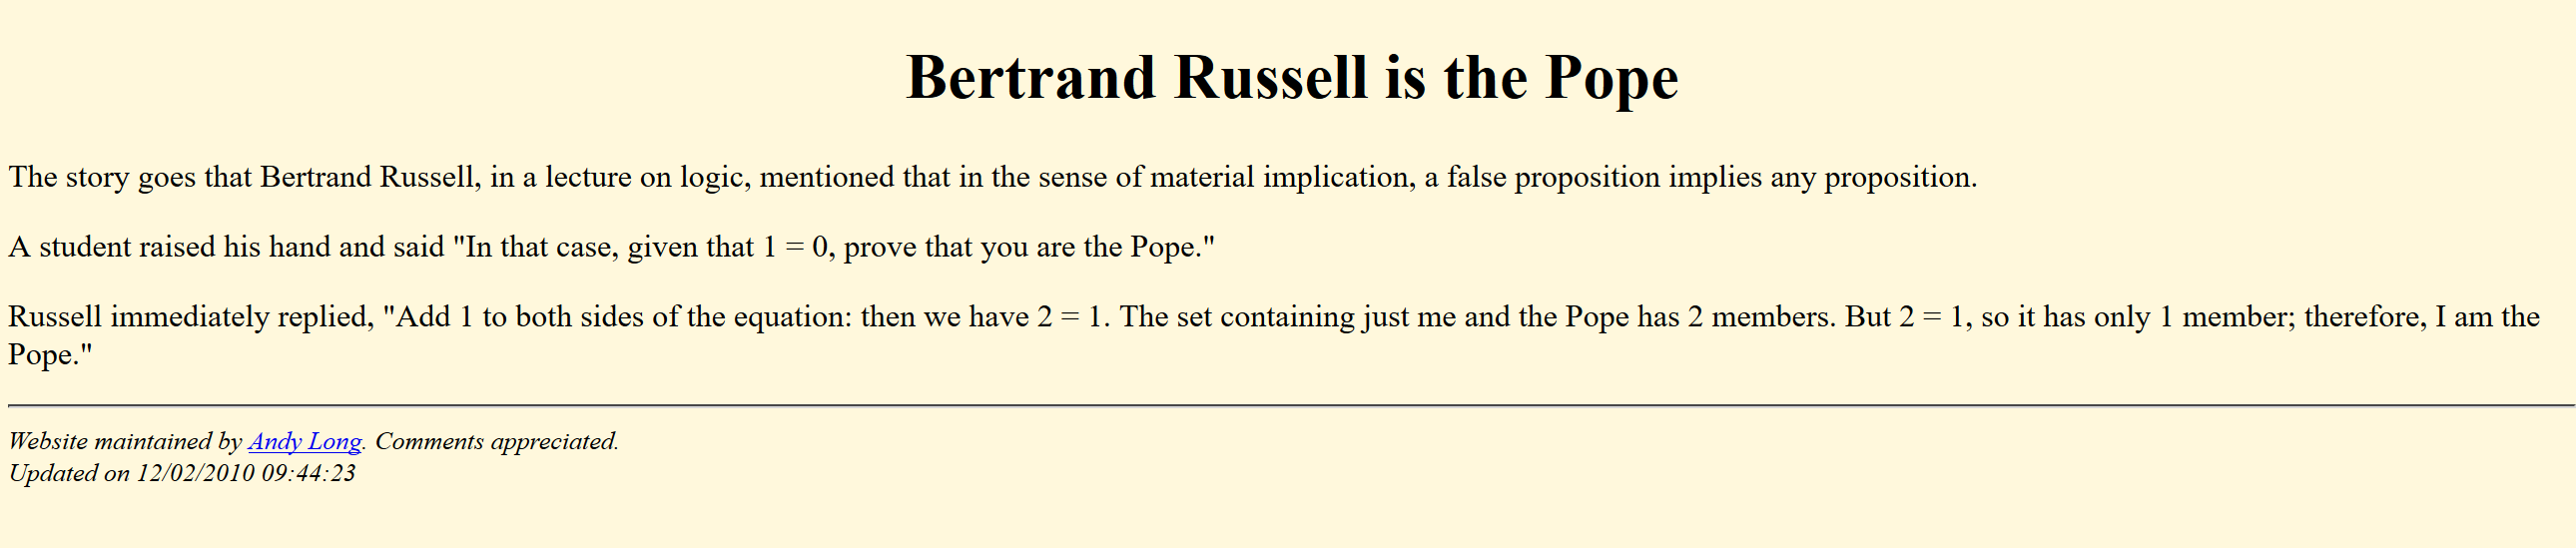 Bertrand Russell is the Pope
The story goes that Bertrand Russell, in a lecture on logic, mentioned that in the sense of material implication, a false proposition implies any proposition.
A student raised his hand and said "In that case, given that 1 = 0, prove that you are the Pope."
Russell immediately replied, "Add 1 to both sides of the equation: then we have 2 = 1. The set containing just me and the Pope has 2 members. But 2 = 1, so it has only 1 member; therefore, I am the
Pope."
Website maintained by Andy Long. Comments appreciated.
Updated on 12/02/2010 09:44:23